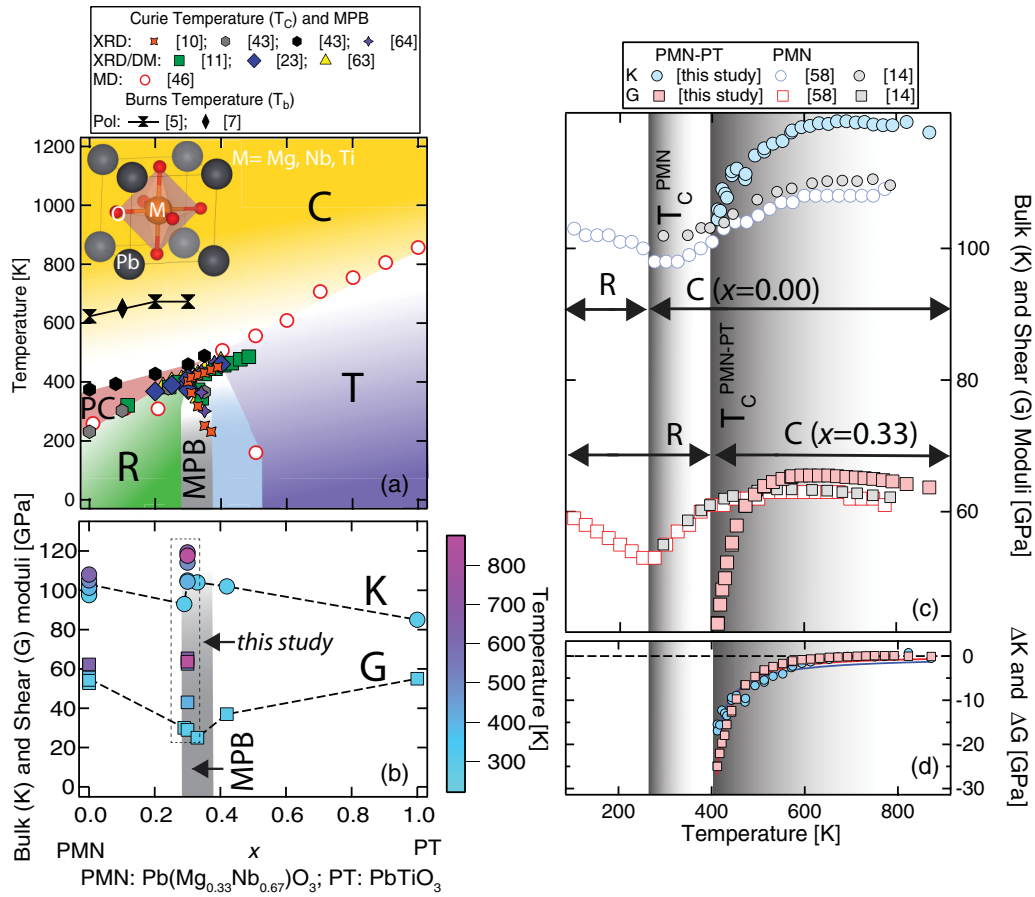 Curie Temperature (T_C) and MPB
XRD: [10]; [43]; [43]; [64]
XRD/DM: [11]; [23]; [63]
MD: [46]
Burns Temperature (T_b)
Pol: [5]; [7]
1200
1000
800
600
400
200
0
Temperature [K]
M= Mg, Nb, Ti
M
O
Pb
C
PC
R
MPB
T
(a)
120
100
80
60
40
20
0
Bulk (K) and Shear (G) moduli [GPa]
K
this study
G
MPB
(b)
0.0 0.2 0.4 0.6 0.8 1.0
PMN x PT
PMN: Pb(Mg0.33Nb0.67)O3; PT: PbTiO3
800
700
600
500
400
300
Temperature [K]
PMN-PT PMN
K [this study] [58] [14]
G [this study] [58] [14]
T_C^PMN
R
C (x=0.00)
T_C^PMN-PT
R
C (x=0.33)
(c)
100
80
60
Bulk (K) and Shear (G) Moduli [GPa]
(d)
0
-10
-20
-30
ΔK and ΔG [GPa]
200 400 600 800
Temperature [K]